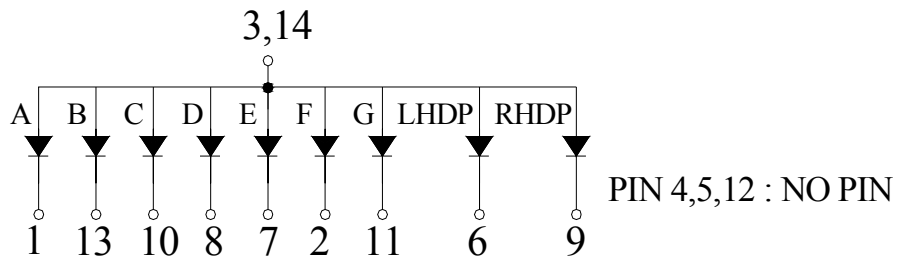 3,14
A B C D E F G LHDP RHDP
PIN 4,5,12 : NO PIN
1 13 10 8 7 2 11 6 9